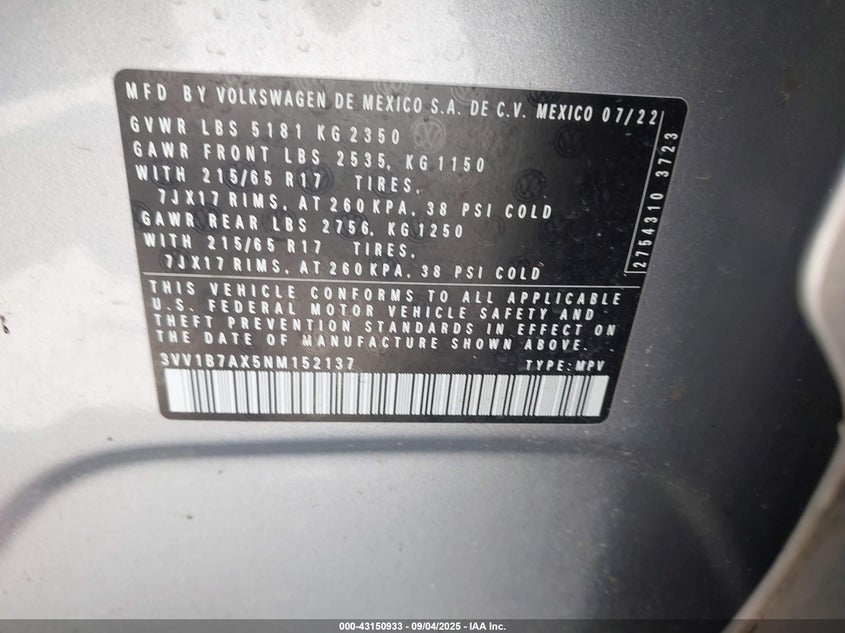 MFD BY VOLKSWAGEN DE MEXICO S.A. DE C.V. MEXICO 07/22
GVWR LBS 5181 KG 2350
GAWR FRONT LBS 2535, KG 1150
WITH 215/65 R17 TIRES,
7JX17 RIMS, AT 260 KPA, 38 PSI COLD
GAWR REAR LBS 2756, KG 1250
WITH 215/65 R17 TIRES,
7JX17 RIMS, AT 260 KPA, 38 PSI COLD
2754310 3723
THIS VEHICLE CONFORMS TO ALL APPLICABLE
U.S. FEDERAL MOTOR VEHICLE SAFETY AND
THEFT PREVENTION STANDARDS IN EFFECT ON
THE DATE OF MANUFACTURE SHOWN ABOVE.
3VV1B7AX5NM152137 TYPE: MPV
000-43150933 - 09/04/2025 - IAA Inc.